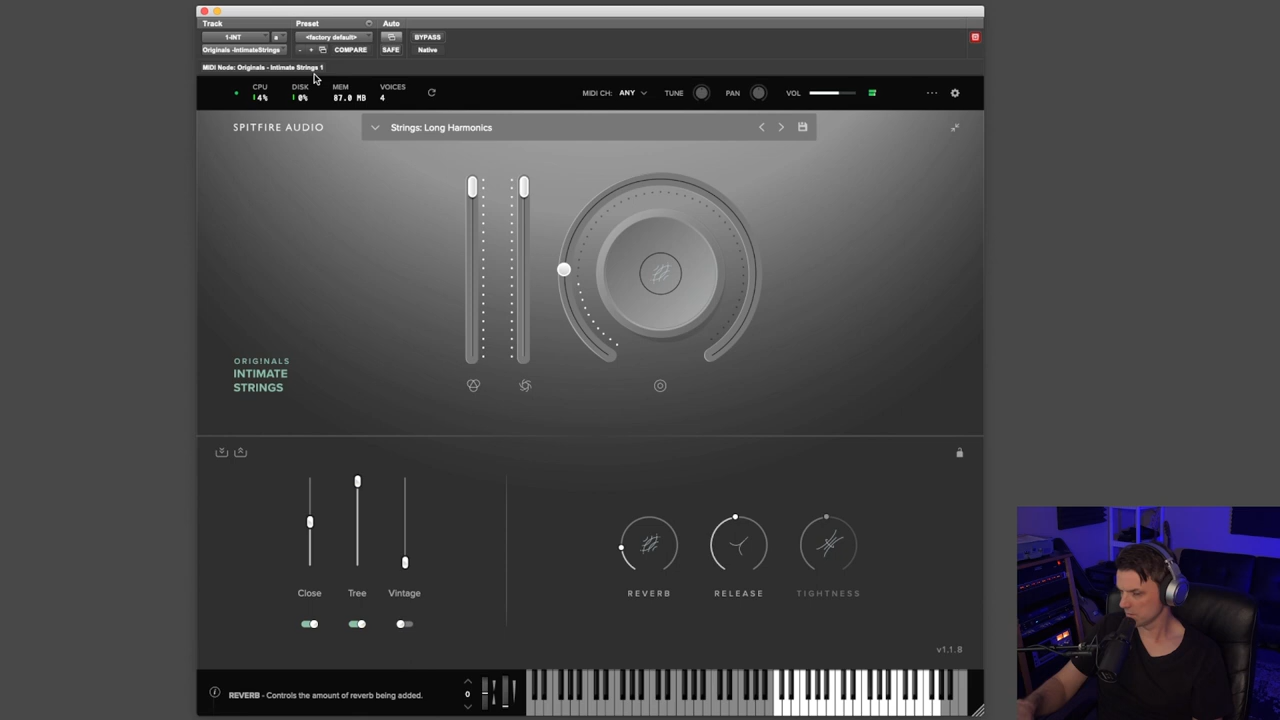 Track Preset Auto
1-INT a <factory default> BYPASS
Originals -IntimateStrings - + COMPARE SAFE Native
MIDI Node: Originals - Intimate Strings 1
CPU DISK MEM VOICES
4% 0% 87.0 MB 4
MIDI CH: ANY TUNE PAN VOL
SPITFIRE AUDIO
Strings: Long Harmonics
ORIGINALS
INTIMATE
STRINGS
Close Tree Vintage
REVERB RELEASE TIGHTNESS
v1.1.8
REVERB - Controls the amount of reverb being added.
0